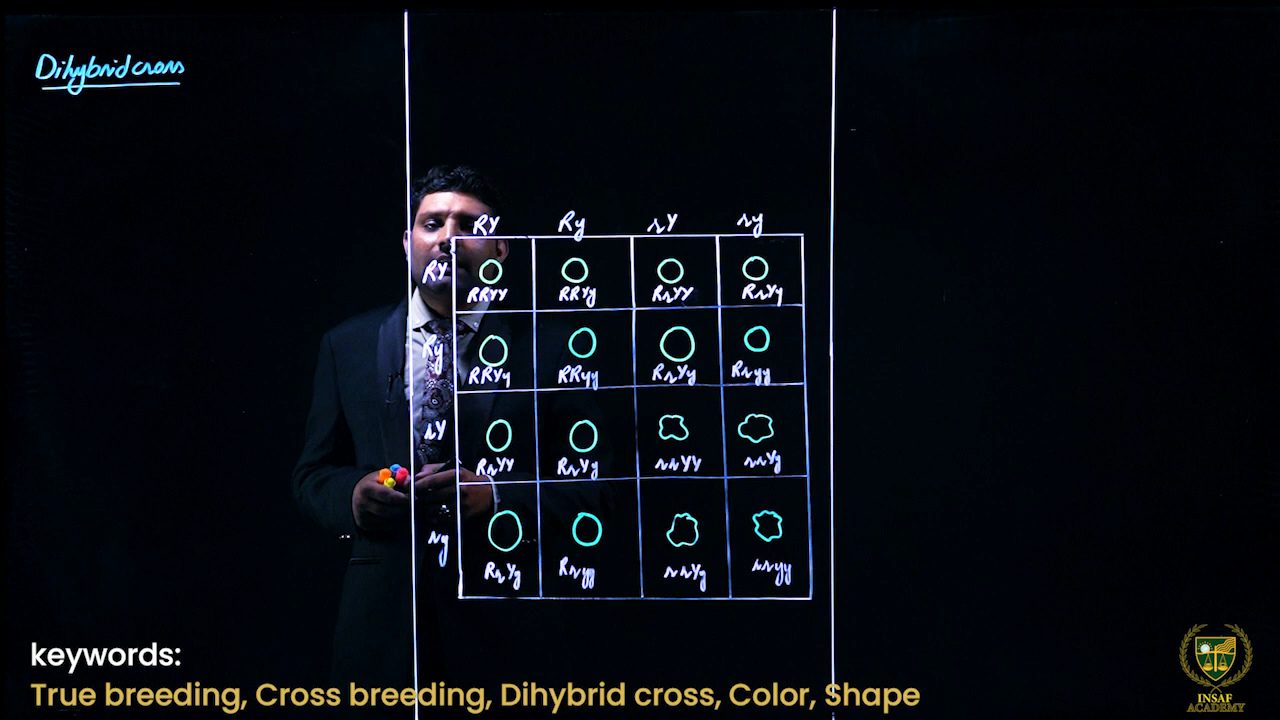 Dihybrid cross
RY Ry rY ry
RY
RRYY RRYy RrYY RrYy
Ry
RRYy RRyy RrYy Rryy
rY
RrYY RrYy rrYY rrYy
ry
RrYy Rryy rrYy rryy
keywords:
True breeding, Cross breeding, Dihybrid cross, Color, Shape
INSAF
ACADEMY